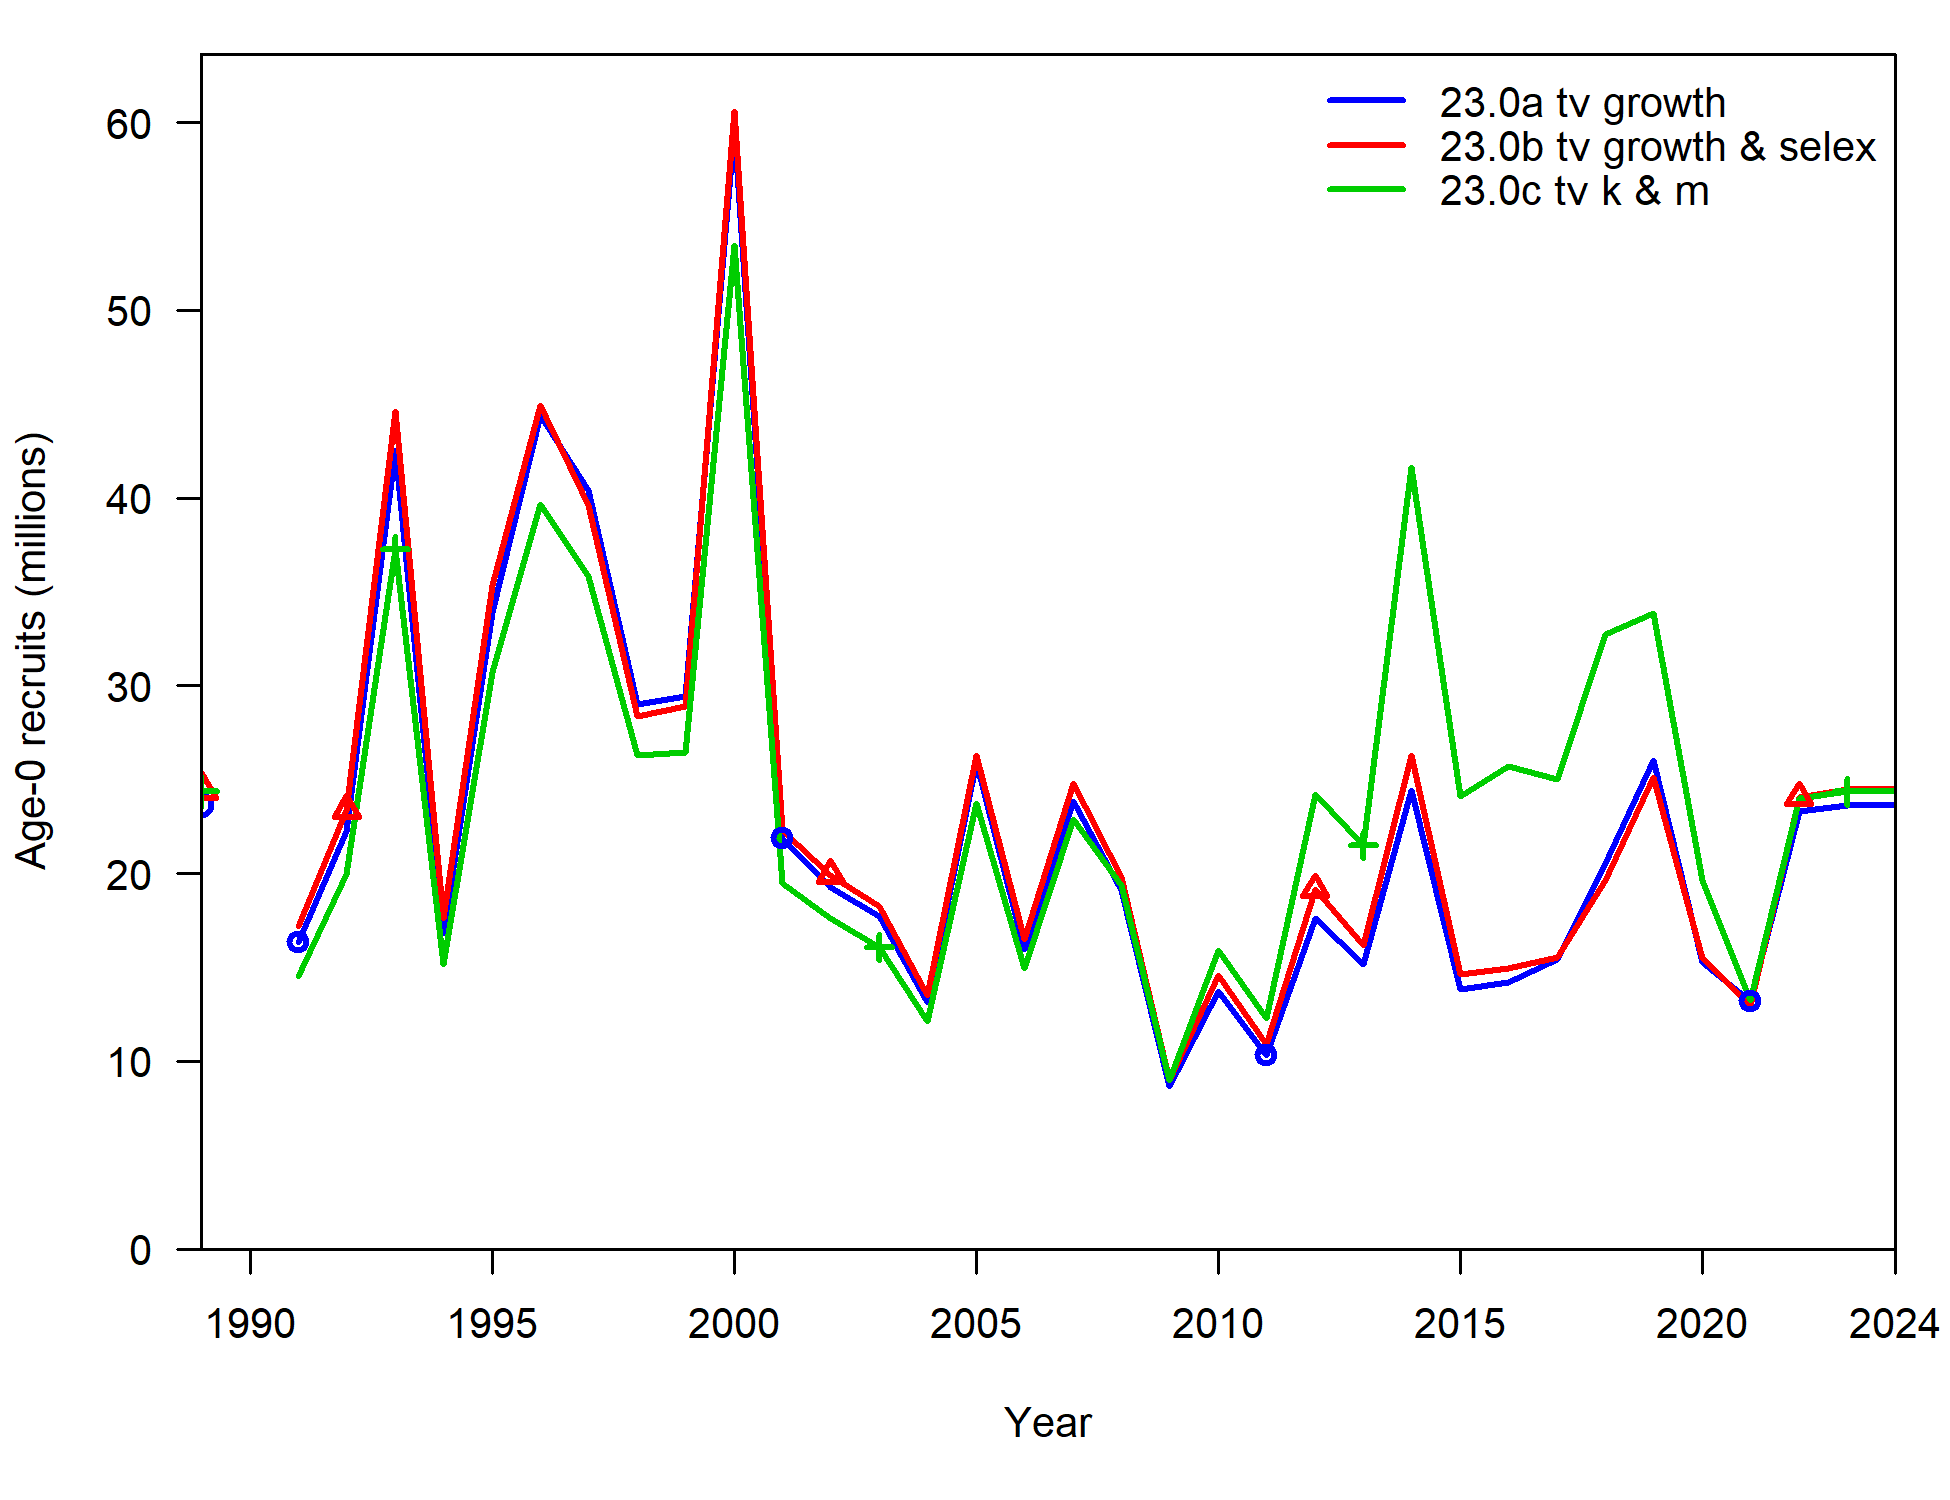 23.0a tv growth
23.0b tv growth & selex
23.0c tv k & m
Age-0 recruits (millions)
60
50
40
30
20
10
0
1990 1995 2000 2005 2010 2015 2020 2024
Year